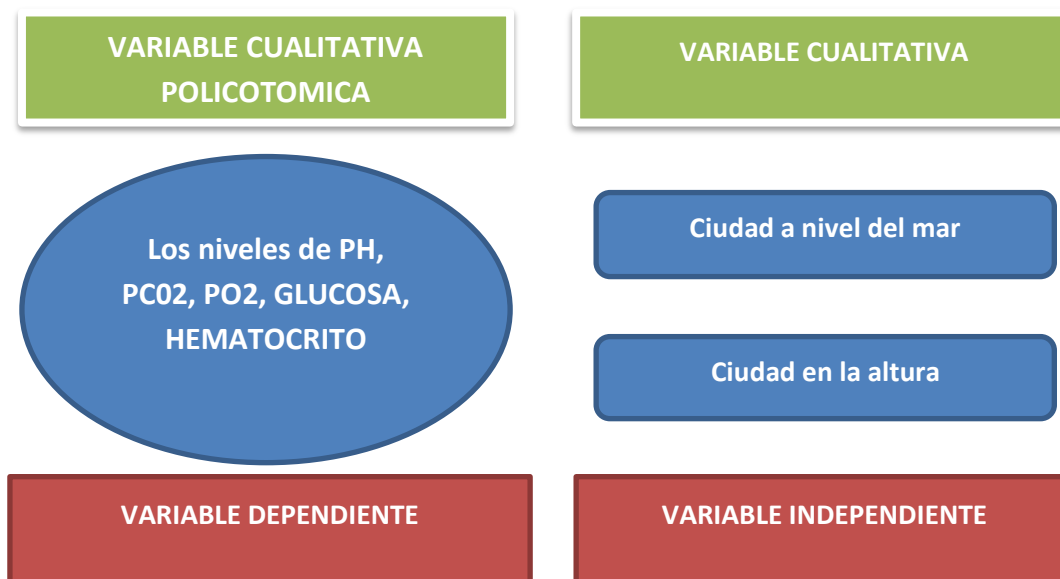 VARIABLE CUALITATIVA
POLICOTOMICA
VARIABLE CUALITATIVA
Los niveles de PH,
PC02, PO2, GLUCOSA,
HEMATOCRITO
Ciudad a nivel del mar
Ciudad en la altura
VARIABLE DEPENDIENTE
VARIABLE INDEPENDIENTE